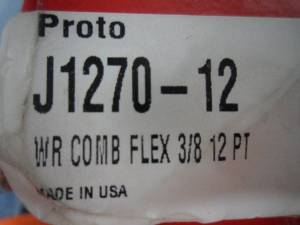 Proto
J1270-12
WR COMB FLEX 3/8 12 PT
MADE IN USA